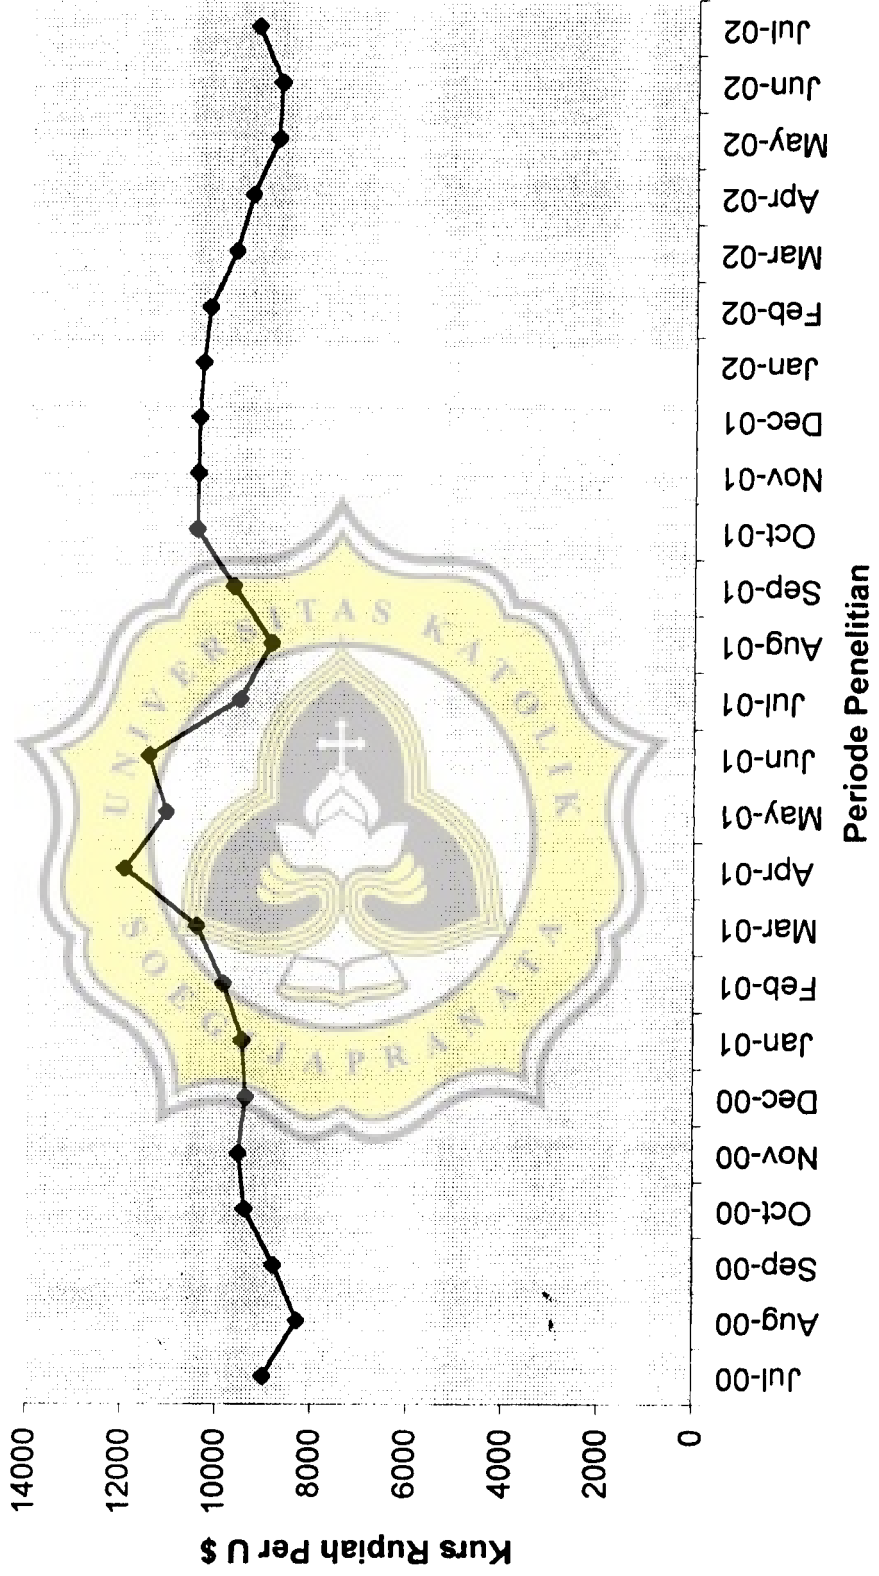 Kurs Rupiah Per U $
14000
12000
10000
8000
6000
4000
2000
0
Jul-00
Aug-00
Sep-00
Oct-00
Nov-00
Dec-00
Jan-01
Feb-01
Mar-01
Apr-01
May-01
Jun-01
Jul-01
Aug-01
Sep-01
Oct-01
Nov-01
Dec-01
Jan-02
Feb-02
Mar-02
Apr-02
May-02
Jun-02
Jul-02
Periode Penelitian
UNIVERSITAS KATOLIK
SOEGIJAPRANATA